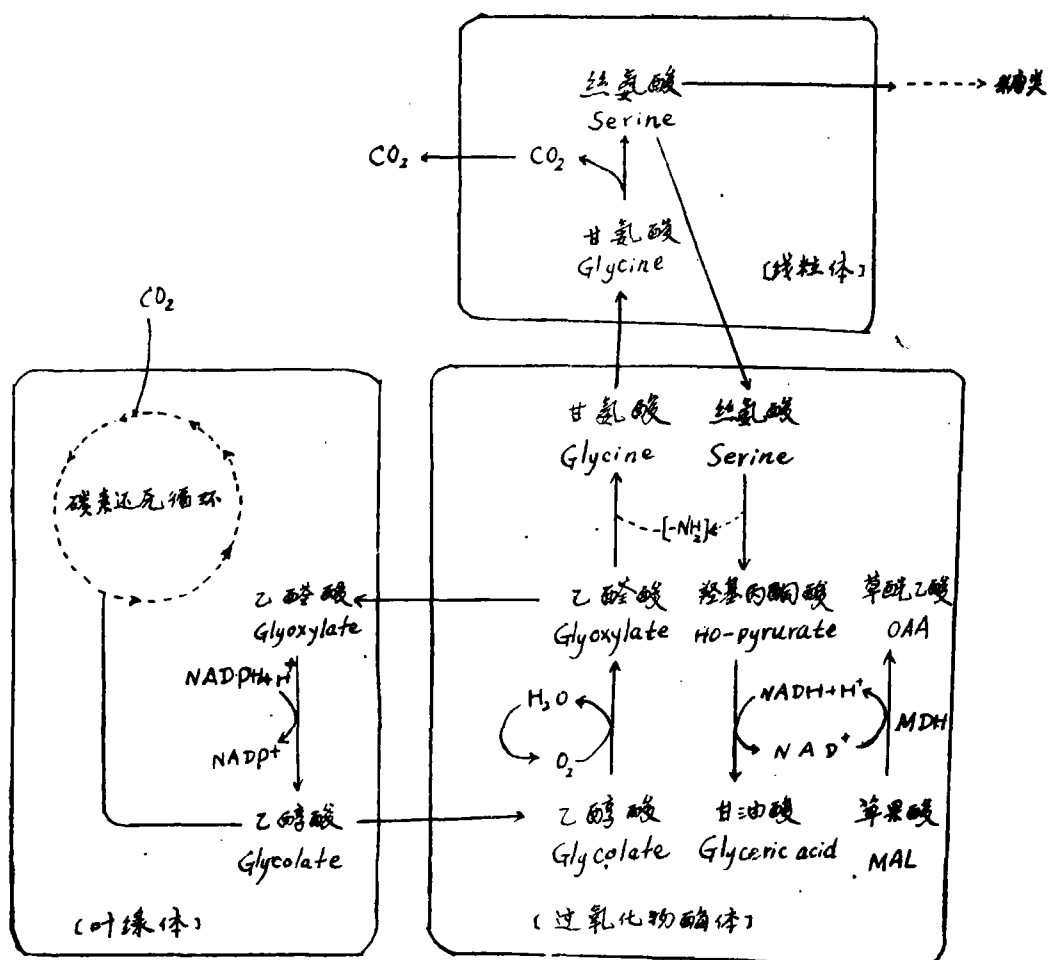 丝氨酸
Serine
糖类
CO₂
CO₂
甘氨酸
Glycine
[线粒体]
CO₂
碳素还原循环
乙醛酸
Glyoxylate
NADPH+H⁺
NADP+
乙醇酸
Glycolate
[叶绿体]
甘氨酸
Glycine
丝氨酸
Serine
-[-NH₂]
乙醛酸
Glyoxylate
羟基丙酮酸
HO-pyrurate
草酰乙酸
OAA
H₂O
O₂
NADH+H⁺
NAD⁺
MDH
乙醇酸
Glycolate
甘油酸
Glyceric acid
苹果酸
MAL
[过氧化物酶体]